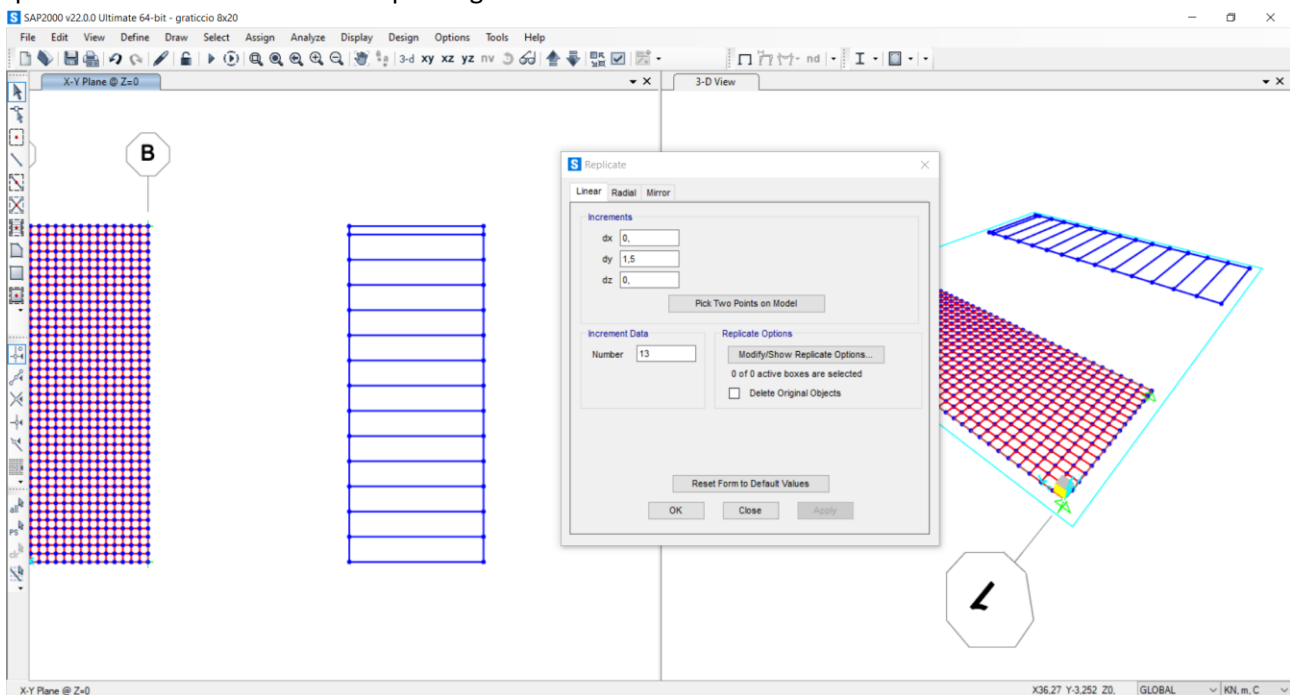 SAP2000 v22.0.0 Ultimate 64-bit - graticcio 8x20
File Edit View Define Draw Select Assign Analyze Display Design Options Tools Help
3-d xy xz yz nv nd
X-Y Plane @ Z=0
3-D View
B
Replicate
Linear Radial Mirror
Increments
dx 0,
dy 1,5
dz 0,
Pick Two Points on Model
Increment Data
Number 13
Replicate Options
Modify/Show Replicate Options...
0 of 0 active boxes are selected
Delete Original Objects
Reset Form to Default Values
OK Close Apply
all
PS
clr
X-Y Plane @ Z=0
X36,27 Y-3,252 Z0, GLOBAL KN, m, C